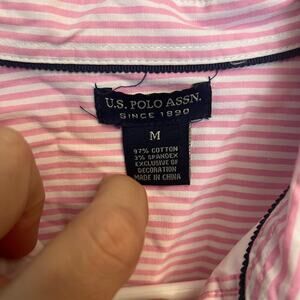 U.S. POLO ASSN.
SINCE 1890
M
97% COTTON
3% SPANDEX
EXCLUSIVE OF
DECORATION
MADE IN CHINA